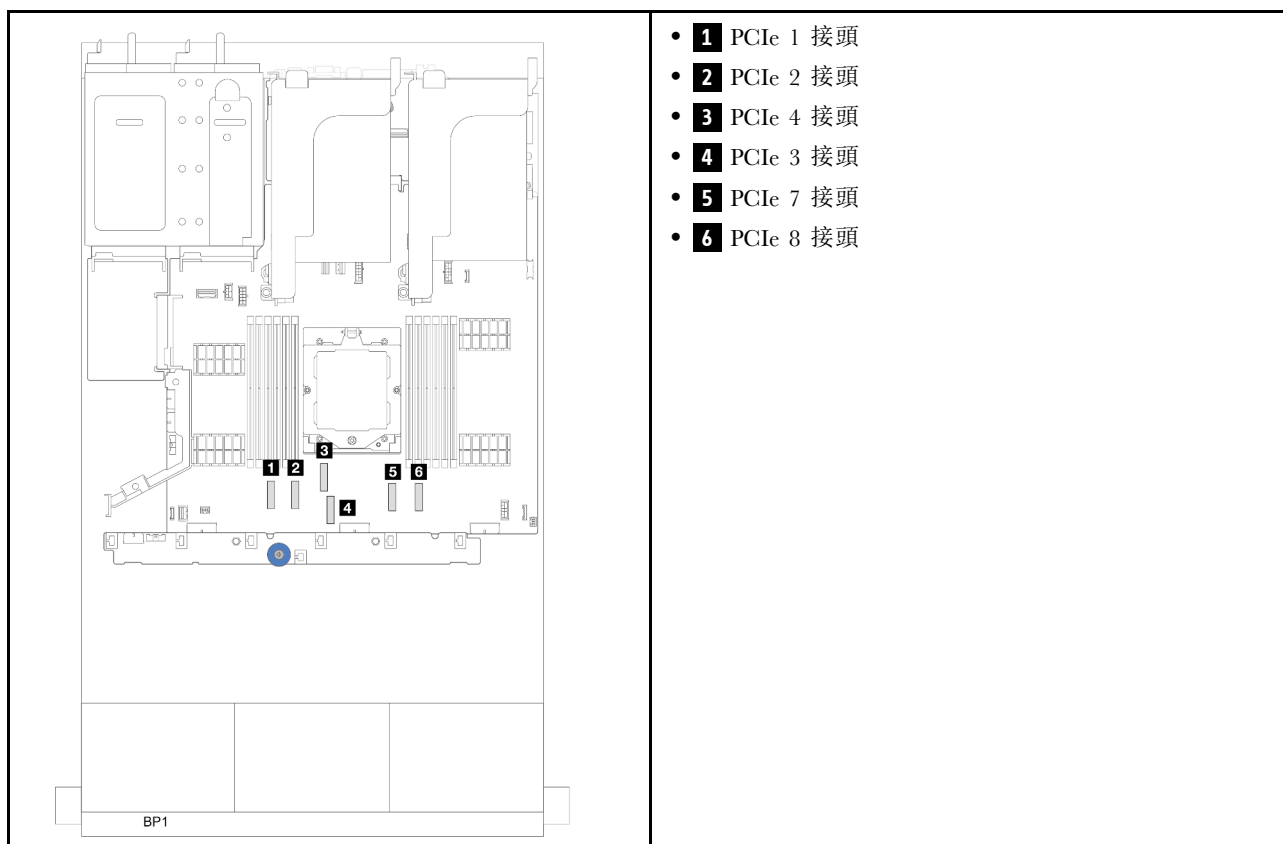 1
2
3
4
5
6
BP1
• 1 PCIe 1 接頭
• 2 PCIe 2 接頭
• 3 PCIe 4 接頭
• 4 PCIe 3 接頭
• 5 PCIe 7 接頭
• 6 PCIe 8 接頭